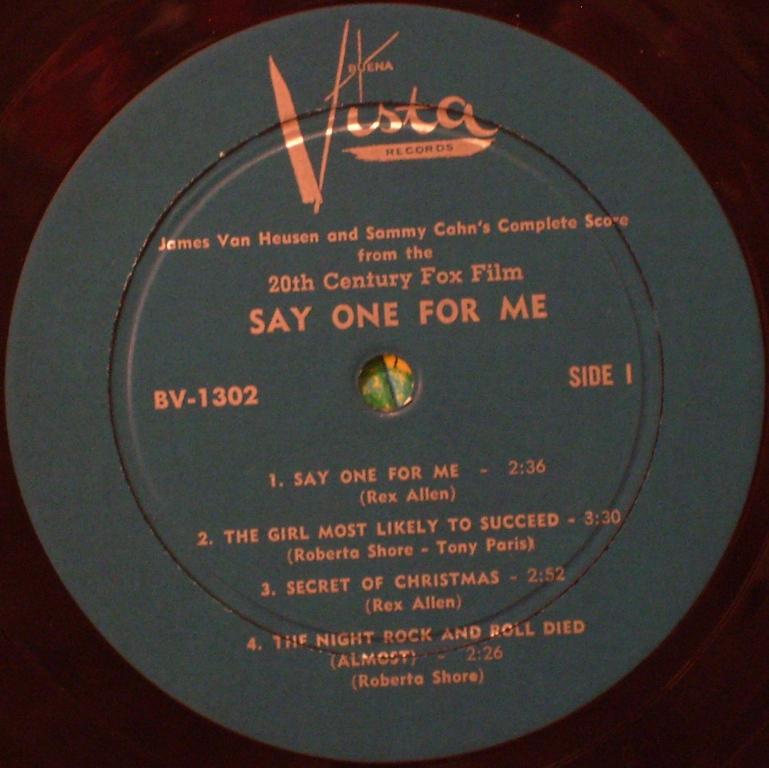 BUENA
Vista
RECORDS
James Van Heusen and Sammy Cahn's Complete Score
from the
20th Century Fox Film
SAY ONE FOR ME
BV-1302
SIDE 1
1. SAY ONE FOR ME - 2:36
(Rex Allen)
2. THE GIRL MOST LIKELY TO SUCCEED - 3:30
(Roberta Shore - Tony Paris)
3. SECRET OF CHRISTMAS - 2:52
(Rex Allen)
4. THE NIGHT ROCK AND ROLL DIED
(ALMOST) - 2:26
(Roberta Shore)